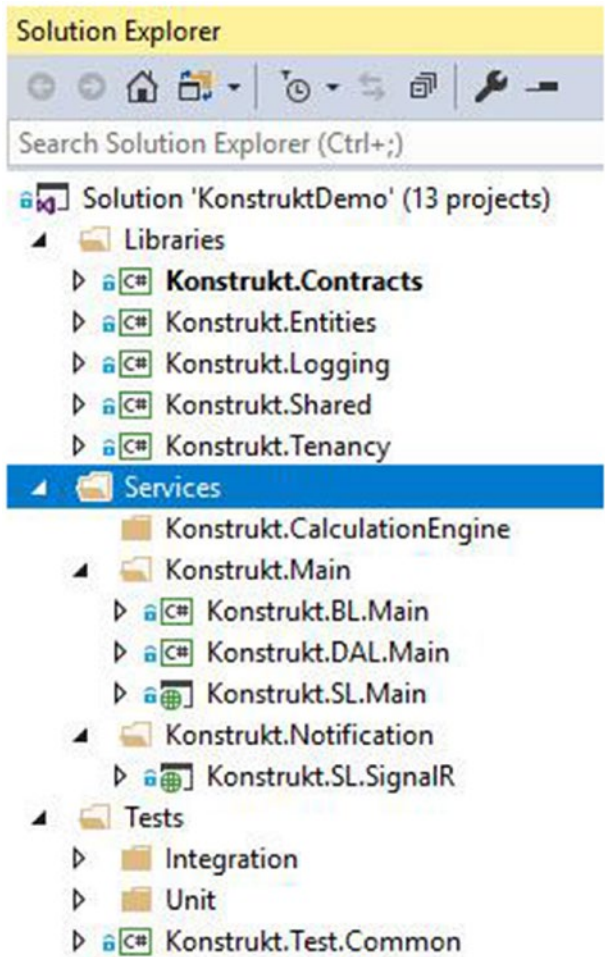 Solution Explorer
Search Solution Explorer (Ctrl+;)
Solution 'KonstruktDemo' (13 projects)
Libraries
C# Konstrukt.Contracts
C# Konstrukt.Entities
C# Konstrukt.Logging
C# Konstrukt.Shared
C# Konstrukt.Tenancy
Services
Konstrukt.CalculationEngine
Konstrukt.Main
C# Konstrukt.BL.Main
C# Konstrukt.DAL.Main
Konstrukt.SL.Main
Konstrukt.Notification
Konstrukt.SL.SignalR
Tests
Integration
Unit
C# Konstrukt.Test.Common